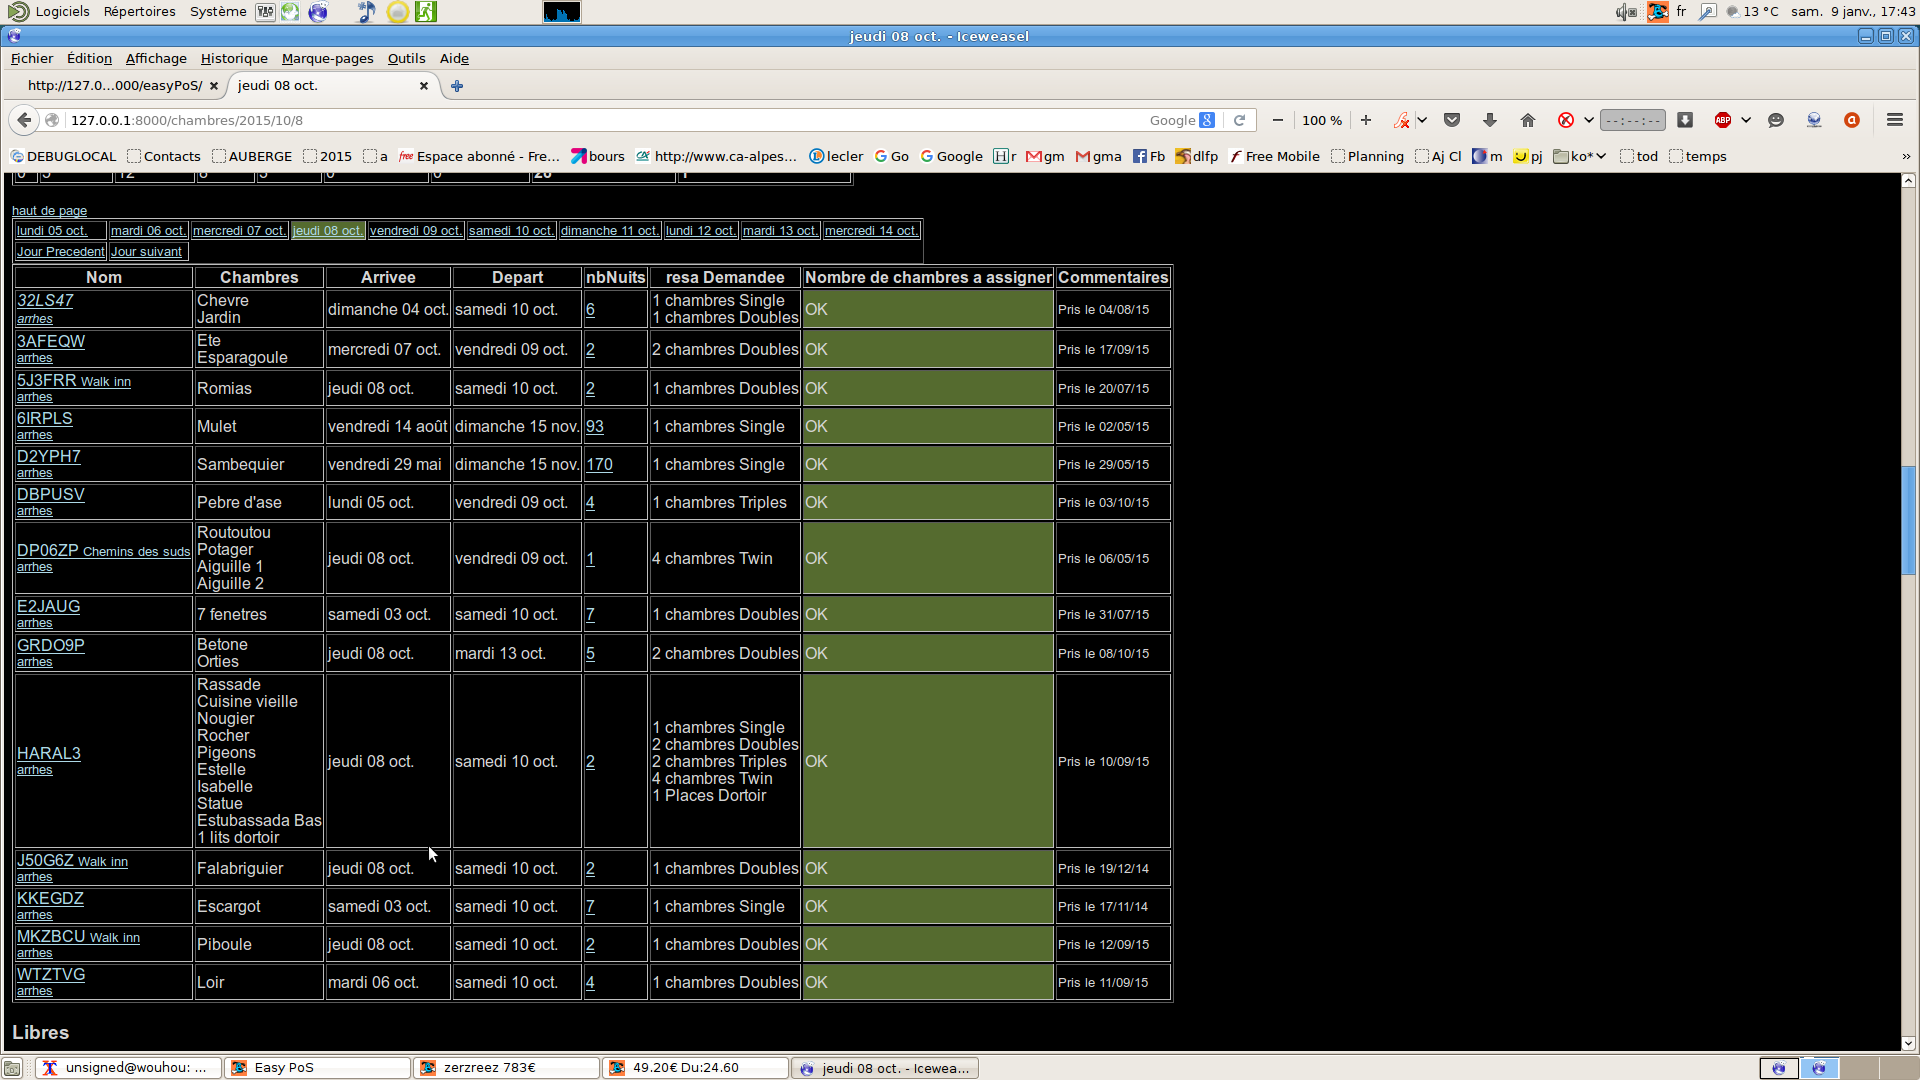 Logiciels Répertoires Système fr 13 °C sam. 9 janv., 17:43
jeudi 08 oct. - Iceweasel
Fichier Édition Affichage Historique Marque-pages Outils Aide
http://127.0...000/easyPoS/ jeudi 08 oct.
127.0.0.1:8000/chambres/2015/10/8 Google 100 % --:--:-- ABP
DEBUGLOCAL Contacts AUBERGE 2015 a free Espace abonné - Fre... bours http://www.ca-alpes... lecler Go Google r gm gma Fb dlfp Free Mobile Planning Aj Cl m pj ko* tod temps »
haut de page
lundi 05 oct. mardi 06 oct. mercredi 07 oct. jeudi 08 oct. vendredi 09 oct. samedi 10 oct. dimanche 11 oct. lundi 12 oct. mardi 13 oct. mercredi 14 oct.
Jour Precedent Jour suivant
Nom Chambres Arrivee Depart nbNuits resa Demandee Nombre de chambres a assigner Commentaires
32LS47 arrhes Chevre Jardin dimanche 04 oct. samedi 10 oct. 6 1 chambres Single 1 chambres Doubles OK Pris le 04/08/15
3AFEQW arrhes Ete Esparagoule mercredi 07 oct. vendredi 09 oct. 2 2 chambres Doubles OK Pris le 17/09/15
5J3FRR Walk inn arrhes Romias jeudi 08 oct. samedi 10 oct. 2 1 chambres Doubles OK Pris le 20/07/15
6IRPLS arrhes Mulet vendredi 14 août dimanche 15 nov. 93 1 chambres Single OK Pris le 02/05/15
D2YPH7 arrhes Sambequier vendredi 29 mai dimanche 15 nov. 170 1 chambres Single OK Pris le 29/05/15
DBPUSV arrhes Pebre d'ase lundi 05 oct. vendredi 09 oct. 4 1 chambres Triples OK Pris le 03/10/15
DP06ZP Chemins des suds arrhes Routoutou Potager Aiguille 1 Aiguille 2 jeudi 08 oct. vendredi 09 oct. 1 4 chambres Twin OK Pris le 06/05/15
E2JAUG arrhes 7 fenetres samedi 03 oct. samedi 10 oct. 7 1 chambres Doubles OK Pris le 31/07/15
GRDO9P arrhes Betone Orties jeudi 08 oct. mardi 13 oct. 5 2 chambres Doubles OK Pris le 08/10/15
HARAL3 arrhes Rassade Cuisine vieille Nougier Rocher Pigeons Estelle Isabelle Statue Estubassada Bas 1 lits dortoir jeudi 08 oct. samedi 10 oct. 2 1 chambres Single 2 chambres Doubles 2 chambres Triples 4 chambres Twin 1 Places Dortoir OK Pris le 10/09/15
J50G6Z Walk inn arrhes Falabriguier jeudi 08 oct. samedi 10 oct. 2 1 chambres Doubles OK Pris le 19/12/14
KKEGDZ arrhes Escargot samedi 03 oct. samedi 10 oct. 7 1 chambres Single OK Pris le 17/11/14
MKZBCU Walk inn arrhes Piboule jeudi 08 oct. samedi 10 oct. 2 1 chambres Doubles OK Pris le 12/09/15
WTZTVG arrhes Loir mardi 06 oct. samedi 10 oct. 4 1 chambres Doubles OK Pris le 11/09/15
Libres
unsigned@wouhou: ... Easy PoS zerzreez 783€ 49.20€ Du:24.60 jeudi 08 oct. - Icewea...